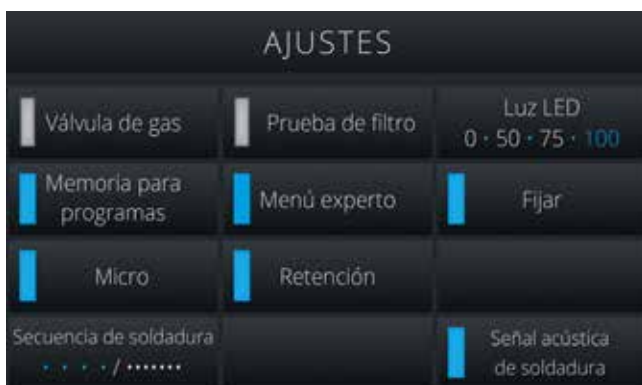 AJUSTES
Válvula de gas
Prueba de filtro
Luz LED
0 · 50 · 75 · 100
Memoria para
programas
Menú experto
Fijar
Micro
Retención
Secuencia de soldadura
· · · · / ·······
Señal acústica
de soldadura